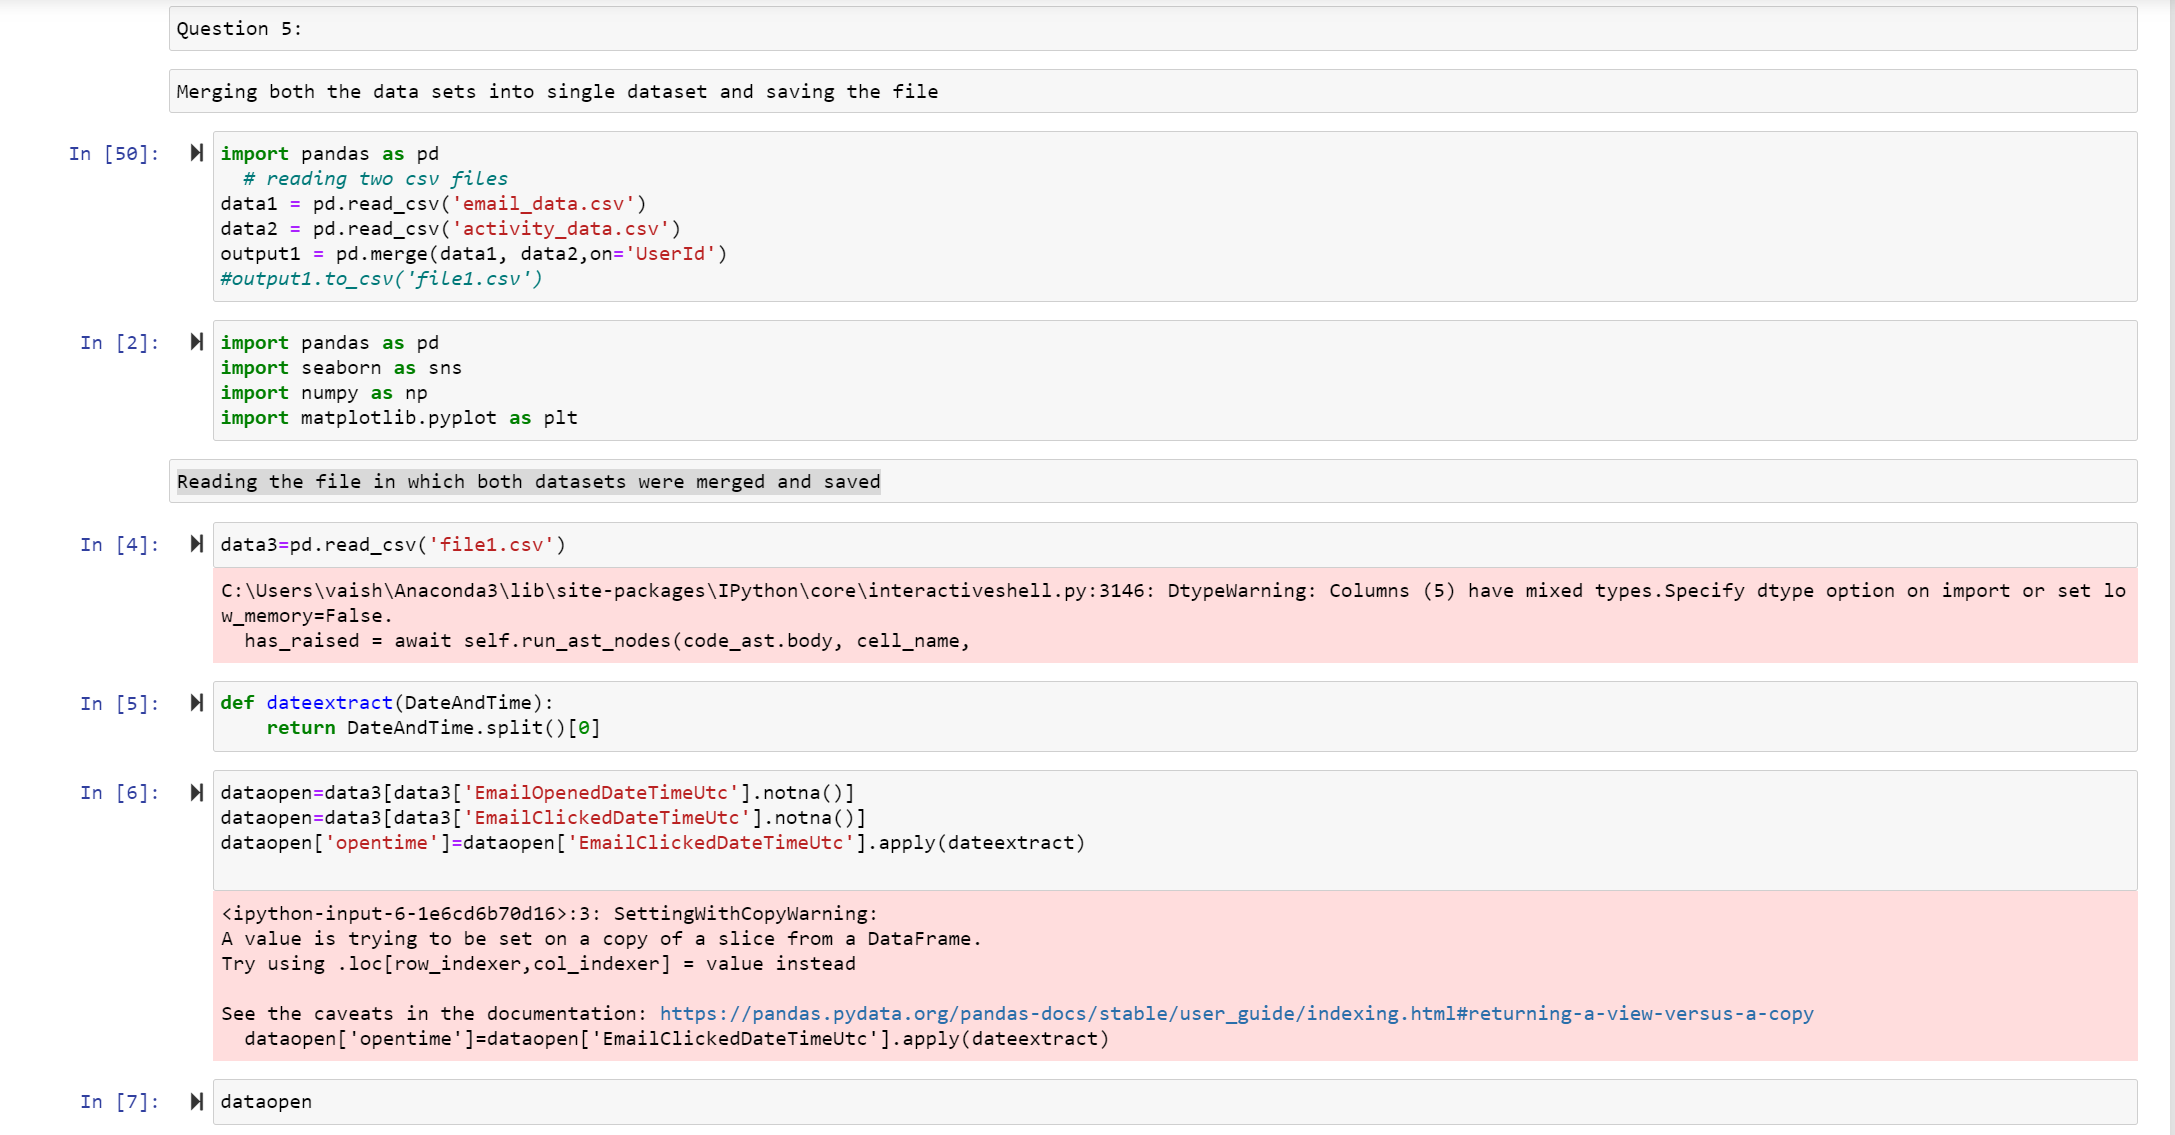 Question 5:
Merging both the data sets into single dataset and saving the file
In [50]:
import pandas as pd
  # reading two csv files
data1 = pd.read_csv('email_data.csv')
data2 = pd.read_csv('activity_data.csv')
output1 = pd.merge(data1, data2,on='UserId')
#output1.to_csv('file1.csv')
In [2]:
import pandas as pd
import seaborn as sns
import numpy as np
import matplotlib.pyplot as plt
Reading the file in which both datasets were merged and saved
In [4]:
data3=pd.read_csv('file1.csv')
C:\Users\vaish\Anaconda3\lib\site-packages\IPython\core\interactiveshell.py:3146: DtypeWarning: Columns (5) have mixed types.Specify dtype option on import or set lo
w_memory=False.
  has_raised = await self.run_ast_nodes(code_ast.body, cell_name,
In [5]:
def dateextract(DateAndTime):
    return DateAndTime.split()[0]
In [6]:
dataopen=data3[data3['EmailOpenedDateTimeUtc'].notna()]
dataopen=data3[data3['EmailClickedDateTimeUtc'].notna()]
dataopen['opentime']=dataopen['EmailClickedDateTimeUtc'].apply(dateextract)
<ipython-input-6-1e6cd6b70d16>:3: SettingWithCopyWarning:
A value is trying to be set on a copy of a slice from a DataFrame.
Try using .loc[row_indexer,col_indexer] = value instead
See the caveats in the documentation: https://pandas.pydata.org/pandas-docs/stable/user_guide/indexing.html#returning-a-view-versus-a-copy
  dataopen['opentime']=dataopen['EmailClickedDateTimeUtc'].apply(dateextract)
In [7]:
dataopen